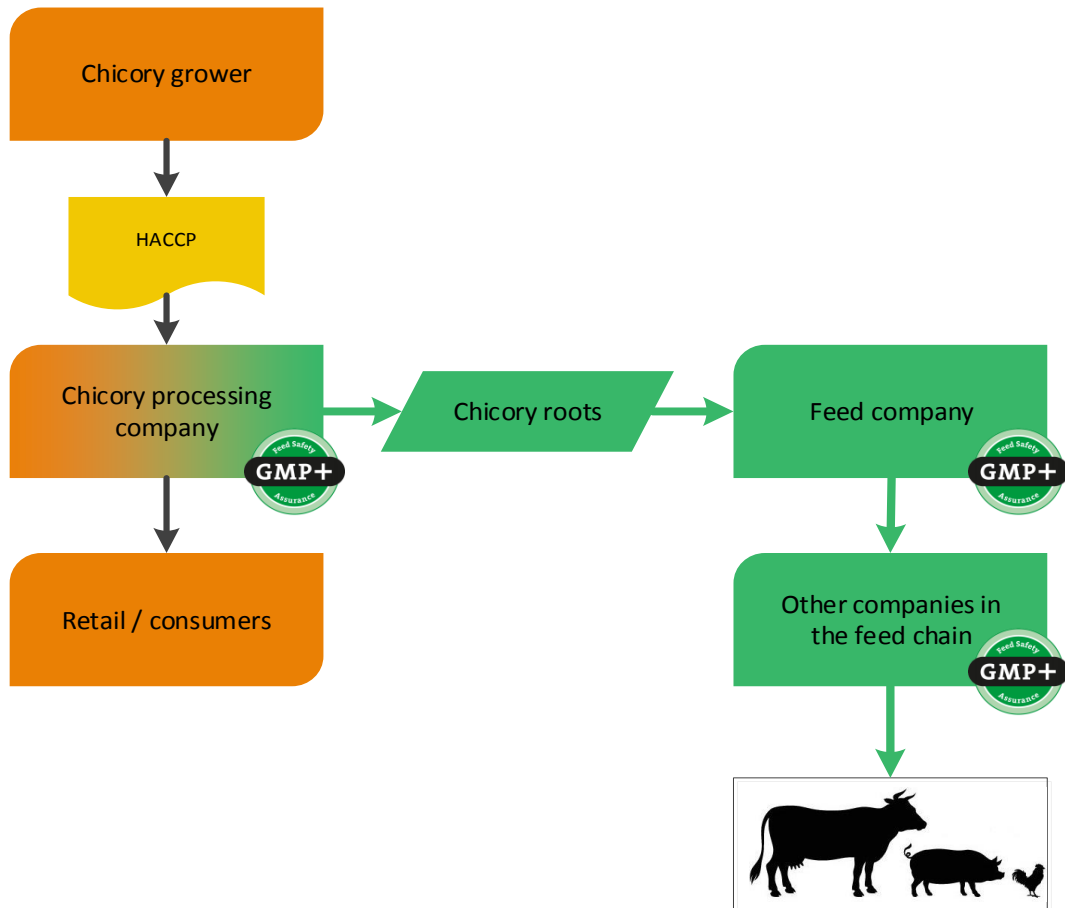 Chicory grower
HACCP
Chicory processing
company
Feed Safety
GMP+
Assurance
Chicory roots
Feed company
Feed Safety
GMP+
Assurance
Retail / consumers
Other companies in
the feed chain
Feed Safety
GMP+
Assurance